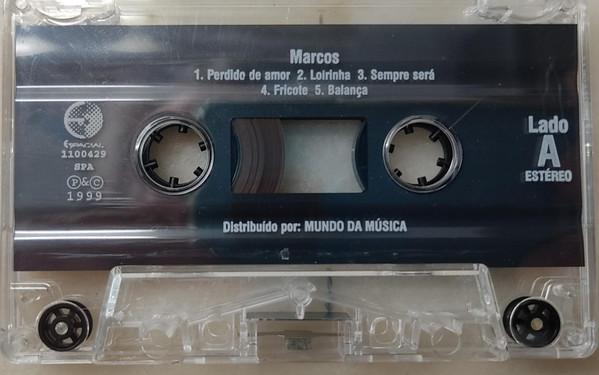 Marcos
1. Perdido de amor 2. Loirinha 3. Sempre será
4. Fricote 5. Balança
ESPACIAL
1100429
SPA
Ⓟ&Ⓒ
1999
Lado
A
ESTÉREO
Distribuído por: MUNDO DA MÚSICA